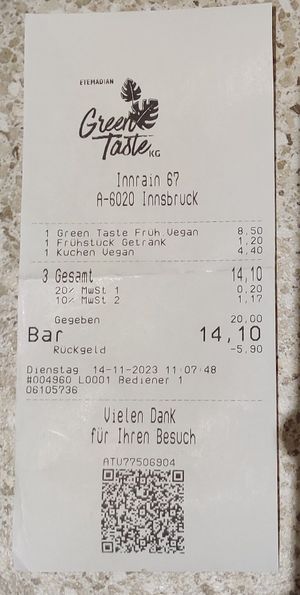 ETEMADIAN
Green
Taste KG
Innrain 67
A-6020 Innsbruck
1 Green Taste Früh.Vegan 8,50
1 Frühstück Getränk 1,20
1 Kuchen Vegan 4,40
3 Gesamt 14,10
20% MwSt 1 0,20
10% MwSt 2 1,17
Gegeben 20,00
Bar 14,10
Rückgeld -5,90
Dienstag 14-11-2023 11:07:48
#004960 L0001 Bediener 1
06105736
Vielen Dank
für Ihren Besuch
ATU77506904